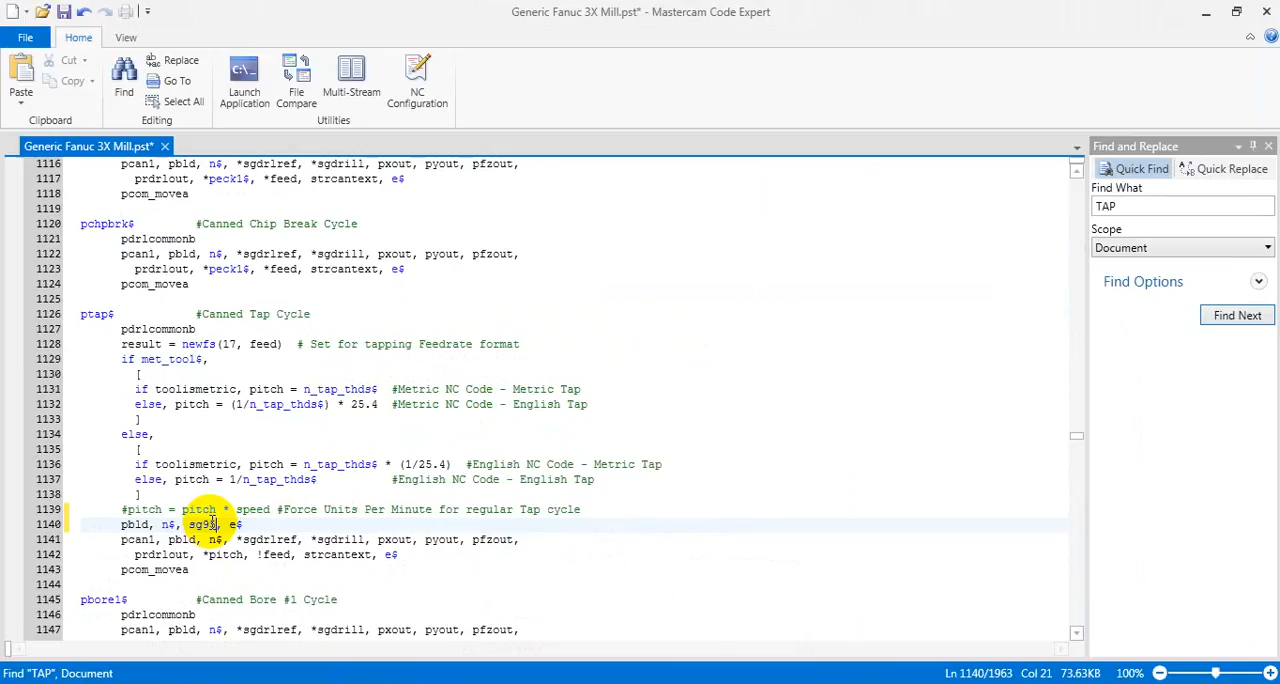 Generic Fanuc 3X Mill.pst* - Mastercam Code Expert
File Home View
Paste
Cut
Copy
Clipboard
Find
Replace
Go To
Select All
Editing
Launch Application
File Compare
Multi-Stream
NC Configuration
Utilities
Generic Fanuc 3X Mill.pst*
1116 pcan1, pbld, n$, *sgdrlref, *sgdrill, pxout, pyout, pfzout,
1117 prdrlout, *peck1$, *feed, strcantext, e$
1118 pcom_movea
1119
1120 pchpbrk$ #Canned Chip Break Cycle
1121 pdrlcommonb
1122 pcan1, pbld, n$, *sgdrlref, *sgdrill, pxout, pyout, pfzout,
1123 prdrlout, *peck1$, *feed, strcantext, e$
1124 pcom_movea
1125
1126 ptap$ #Canned Tap Cycle
1127 pdrlcommonb
1128 result = newfs(17, feed) # Set for tapping Feedrate format
1129 if met_tool$,
1130 [
1131 if toolismetric, pitch = n_tap_thds$ #Metric NC Code - Metric Tap
1132 else, pitch = (1/n_tap_thds$) * 25.4 #Metric NC Code - English Tap
1133 ]
1134 else,
1135 [
1136 if toolismetric, pitch = n_tap_thds$ * (1/25.4) #English NC Code - Metric Tap
1137 else, pitch = 1/n_tap_thds$ #English NC Code - English Tap
1138 ]
1139 #pitch = pitch * speed #Force Units Per Minute for regular Tap cycle
1140 pbld, n$, e$
1141 pcan1, pbld, n$, *sgdrlref, *sgdrill, pxout, pyout, pfzout,
1142 prdrlout, *pitch, !feed, strcantext, e$
1143 pcom_movea
1144
1145 pbore1$ #Canned Bore #1 Cycle
1146 pdrlcommonb
1147 pcan1, pbld, n$, *sgdrlref, *sgdrill, pxout, pyout, pfzout,
Find and Replace
Quick Find Quick Replace
Find What
TAP
Scope
Document
Find Options
Find Next
Find "TAP", Document
Ln 1140/1963 Col 21 73.63KB 100%